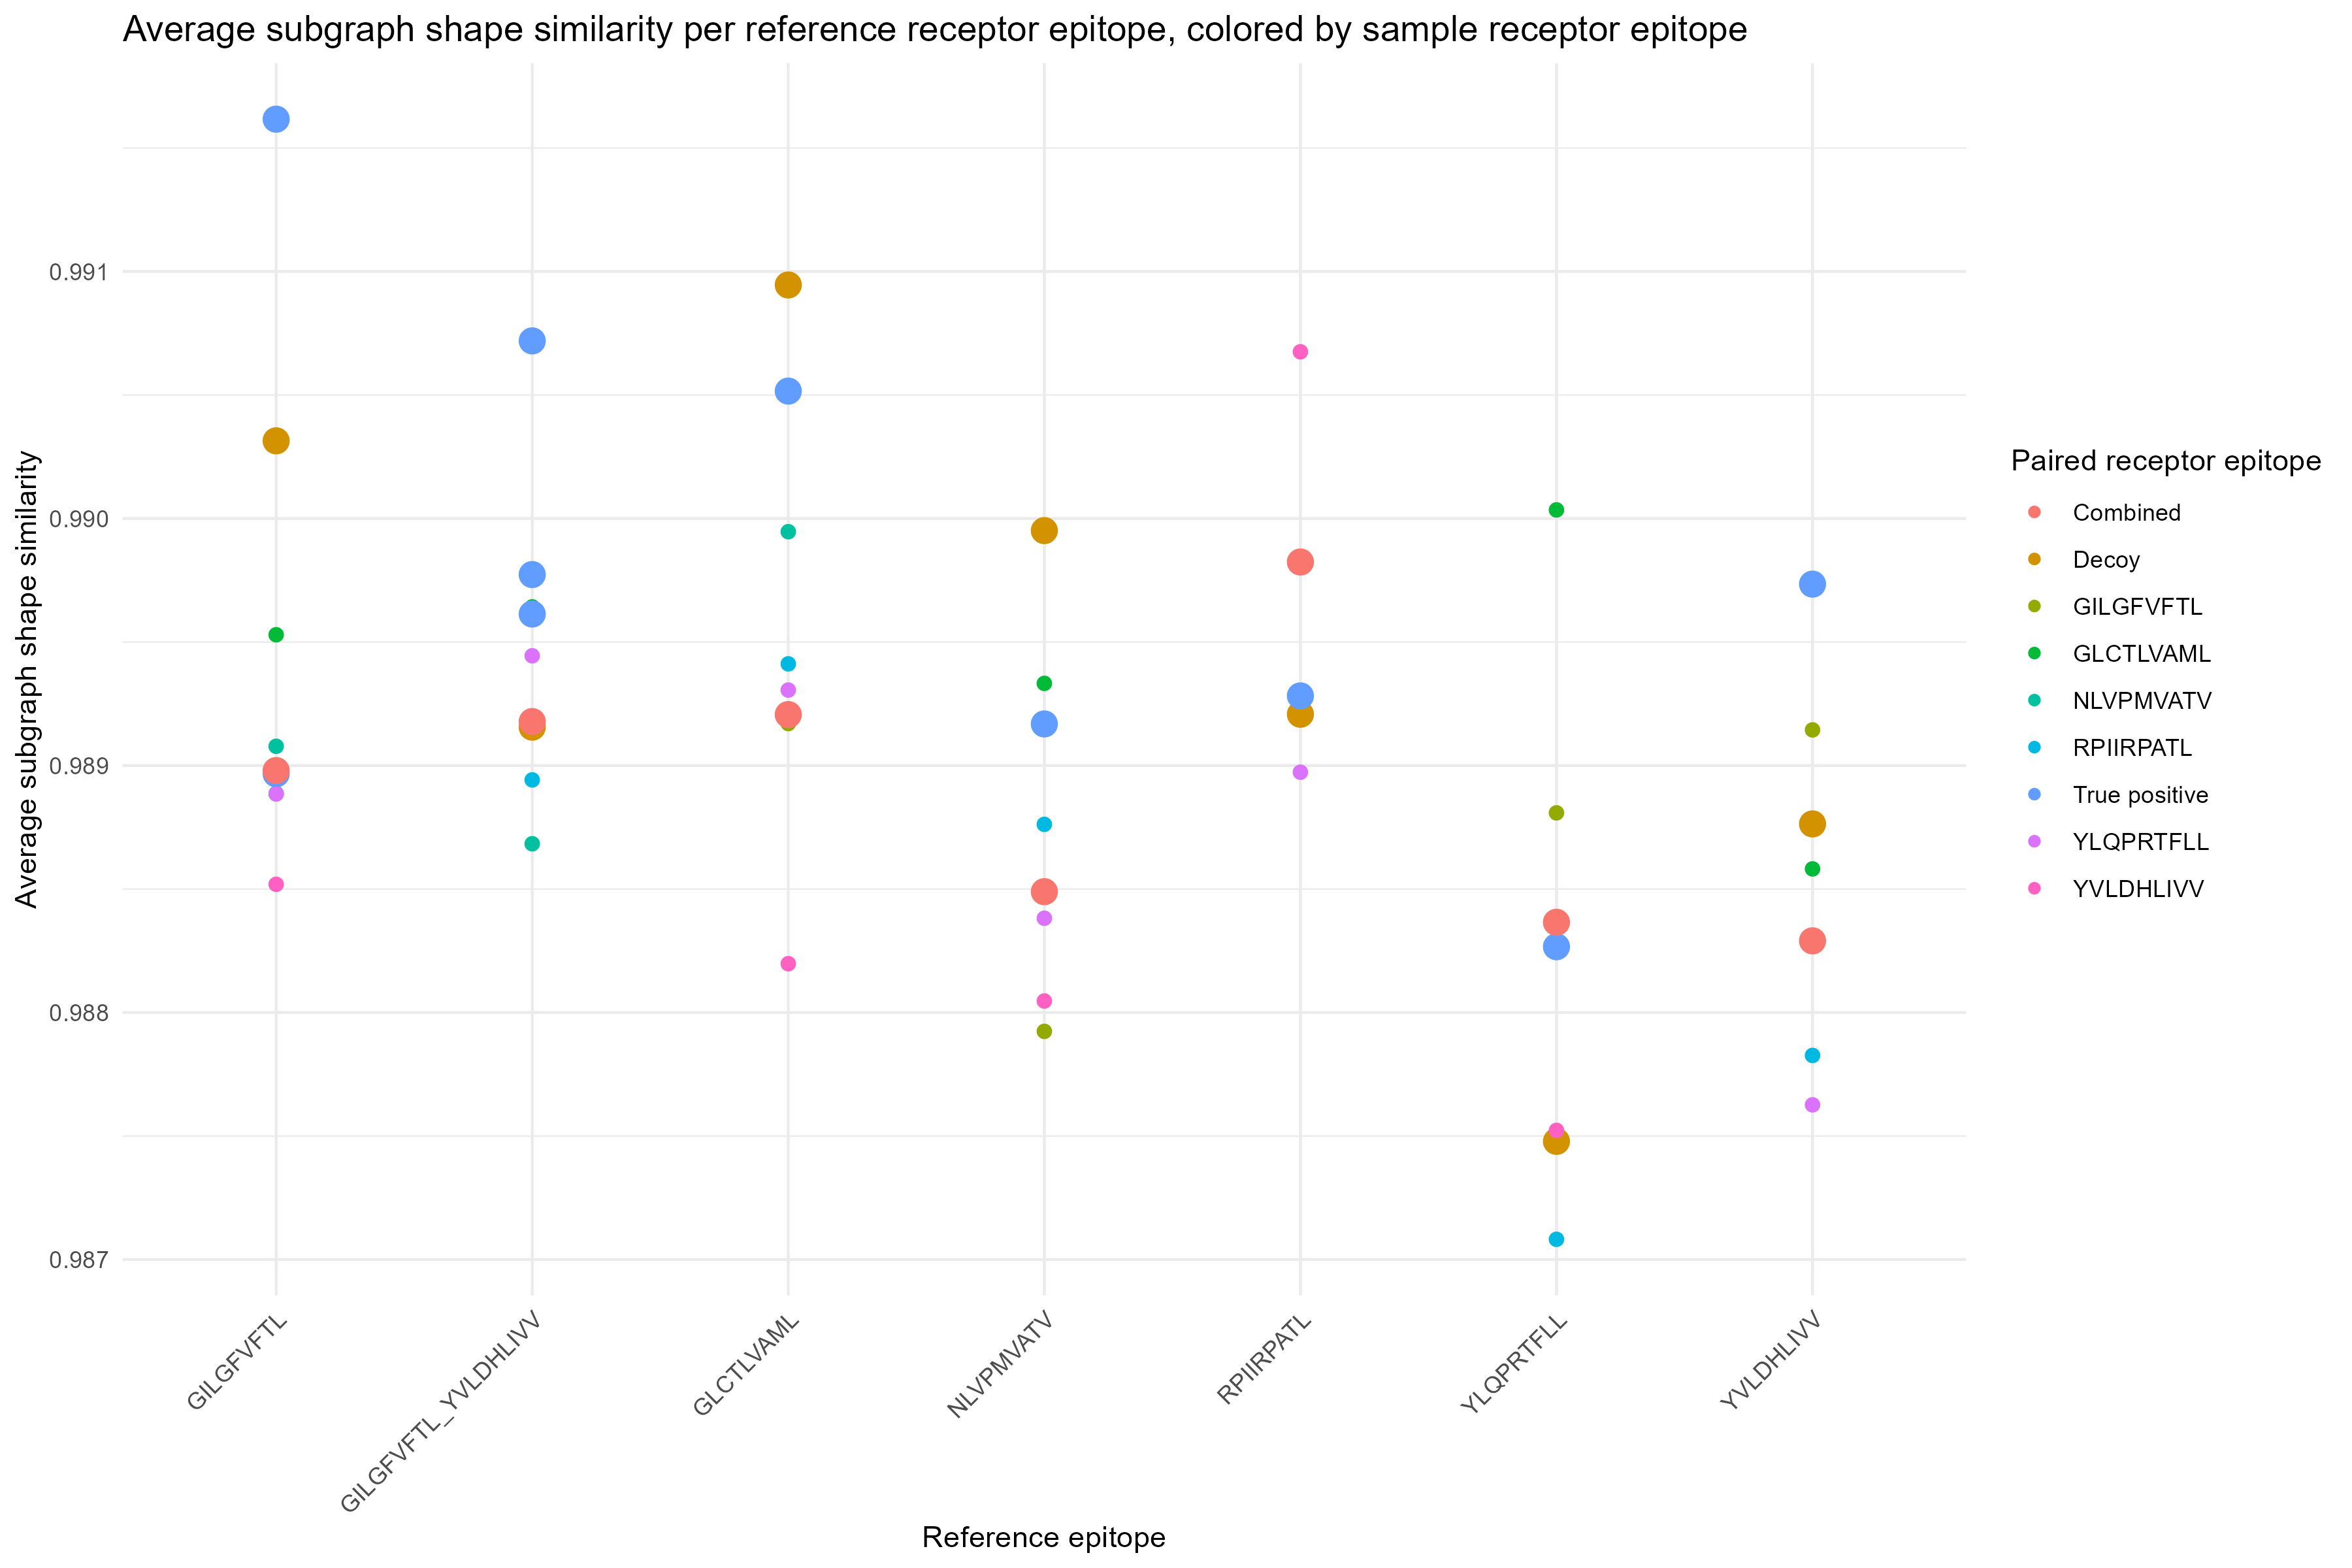 Average subgraph shape similarity per reference receptor epitope, colored by sample receptor epitope
Average subgraph shape similarity
0.991
0.990
0.989
0.988
0.987
GILGFVFTL
GILGFVFTL_YVLDHLIVV
GLCTLVAML
NLVPMVATV
RPIIRPATL
YLQPRTFLL
YVLDHLIVV
Reference epitope
Paired receptor epitope
Combined
Decoy
GILGFVFTL
GLCTLVAML
NLVPMVATV
RPIIRPATL
True positive
YLQPRTFLL
YVLDHLIVV